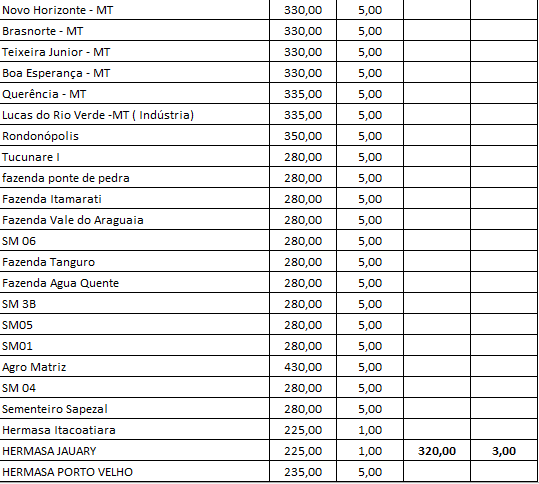 Novo Horizonte - MT 330,00 5,00
Brasnorte - MT 330,00 5,00
Teixeira Junior - MT 330,00 5,00
Boa Esperança - MT 330,00 5,00
Querência - MT 335,00 5,00
Lucas do Rio Verde -MT ( Indústria) 335,00 5,00
Rondonópolis 350,00 5,00
Tucunare I 280,00 5,00
fazenda ponte de pedra 280,00 5,00
Fazenda Itamarati 280,00 5,00
Fazenda Vale do Araguaia 280,00 5,00
SM 06 280,00 5,00
Fazenda Tanguro 280,00 5,00
Fazenda Agua Quente 280,00 5,00
SM 3B 280,00 5,00
SM05 280,00 5,00
SM01 280,00 5,00
Agro Matriz 430,00 5,00
SM 04 280,00 5,00
Sementeiro Sapezal 280,00 5,00
Hermasa Itacoatiara 225,00 1,00
HERMASA JAUARY 225,00 1,00 320,00 3,00
HERMASA PORTO VELHO 235,00 5,00